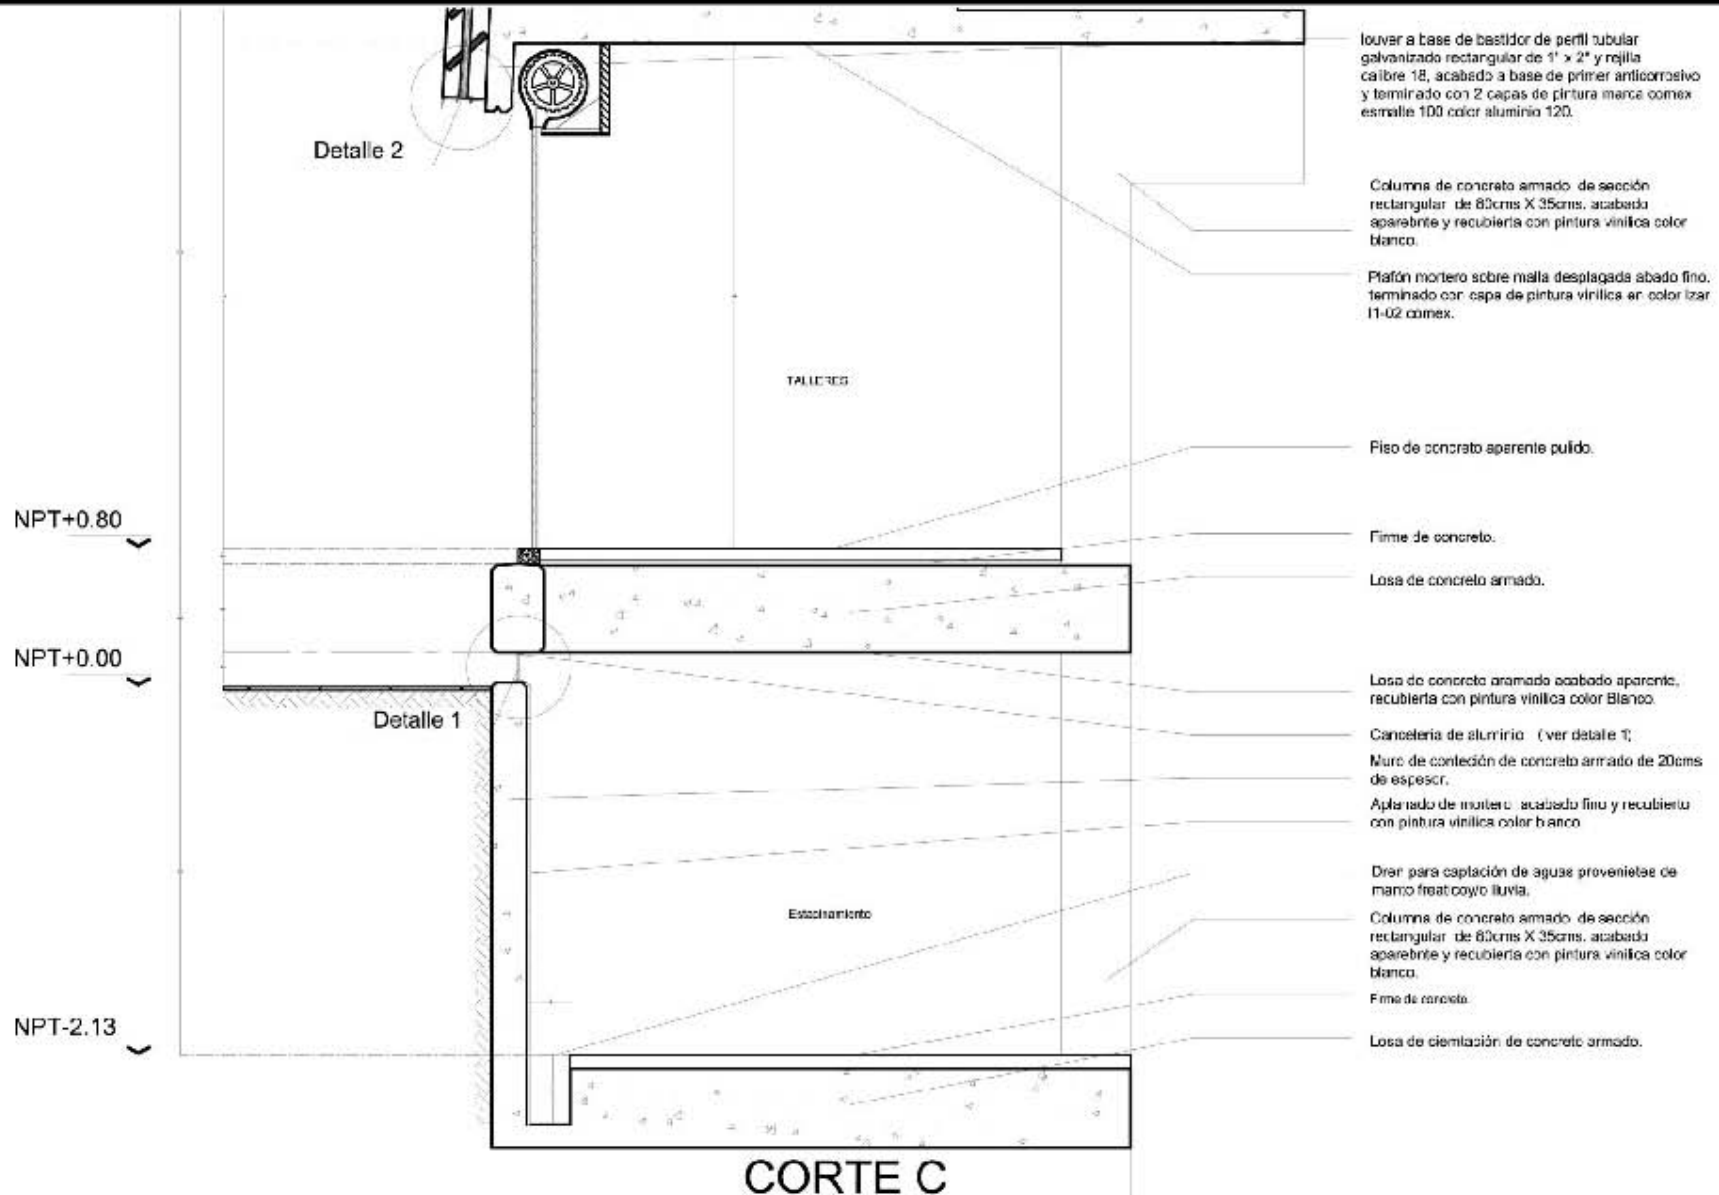 louver a base de bastidor de perfil tubular
galvanizado rectangular de 1" x 2" y rejilla
calibre 18, acabado a base de primer anticorrosivo
y terminado con 2 capas de pintura marca comex
esmalte 100 color aluminio 120.
Detalle 2
Columna de concreto armado de sección
rectangular de 80cms X 35cms. acabado
aparebnte y recubierta con pintura vinilica color
blanco.
Plafón mortero sobre malla desplagada abado fino.
terminado con capa de pintura vinilica en color Izar
I1-02 comex.
TALLERES
Piso de concreto aparente pulido.
NPT+0.80
Firme de concreto.
Losa de concreto armado.
NPT+0.00
Losa de concreto aramado acabado aparente,
recubierta con pintura vinilica color Blanco.
Detalle 1
Canceleria de aluminio ( ver detalle 1)
Muro de conteción de concreto armado de 20cms
de espesor.
Aplanado de mortero acabado fino y recubierto
con pintura vinilica color blanco
Dren para captación de aguas provenietes de
manto freatico y/o lluvia.
Estacinamiento
Columna de concreto armado de sección
rectangular de 80cms X 35cms. acabado
aparebnte y recubierta con pintura vinilica color
blanco.
Firme de concreto.
NPT-2.13
Losa de ciemtación de concreto armado.
CORTE C